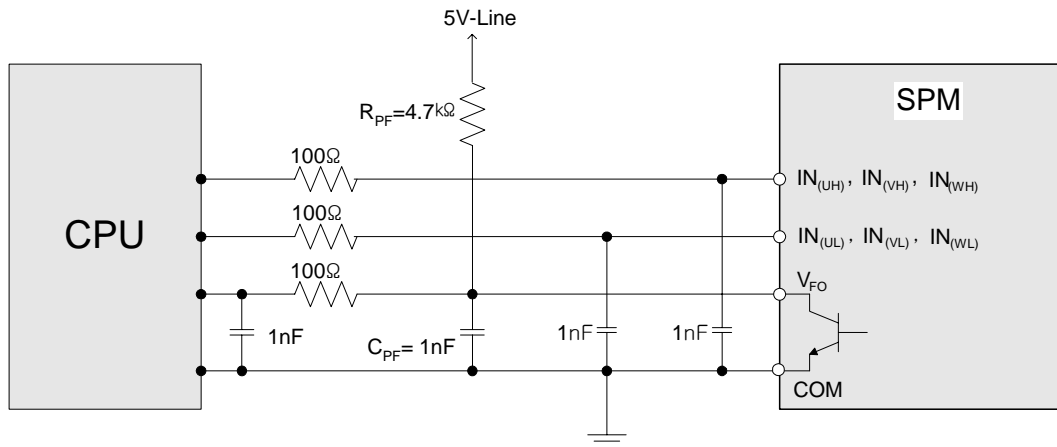 5V-Line
R_PF=4.7kΩ
SPM
CPU
100Ω
IN_(UH), IN_(VH), IN_(WH)
100Ω
IN_(UL), IN_(VL), IN_(WL)
100Ω
V_FO
1nF
C_PF= 1nF
1nF
1nF
COM